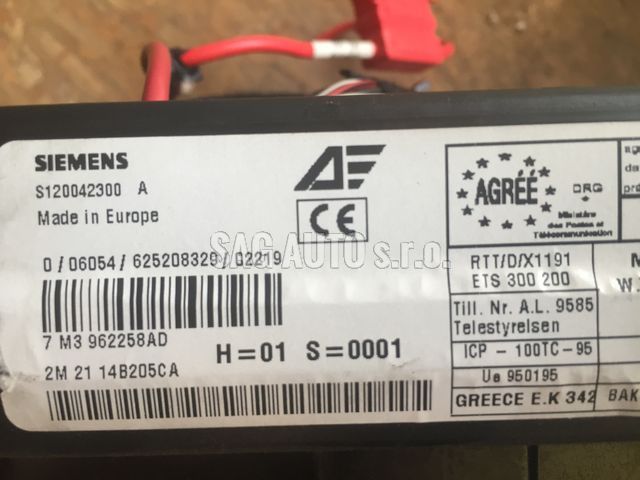 SIEMENS
S120042300 A
Made in Europe
CE
AGRÉÉ
DRG
Ministère
des Postes et
Télécommunication
0 / 06054 / 625208329 / G2219
SAG AUTO s.r.o.
RTT/D/X1191
ETS 300 200
Till. Nr. A.L. 9585
Telestyrelsen
7 M3 962258AD
H=01 S=0001
ICP - 100TC-95
2M 21 14B205CA
Ue 950195
GREECE E.K 342
BAK